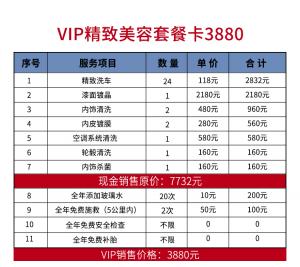 VIP精致美容套餐卡3880
序号 服务项目 数量 单价 合计
1 精致洗车 24 118元 2832元
2 漆面镀晶 1 2180元 2180元
3 内饰清洗 2 480元 960元
4 内皮镀膜 2 280元 560元
5 空调系统清洗 1 580元 580元
6 轮毂清洗 1 160元 160元
7 内饰杀菌 1 160元 160元
现金销售原价：7732元
8 全年添加玻璃水 20次 10元 200元
9 全年免费施救（5公里内） 2次 50元 100元
10 全年免费安全检查 不限 0 0
11 全年免费补胎 不限 0 0
VIP销售价格：3880元